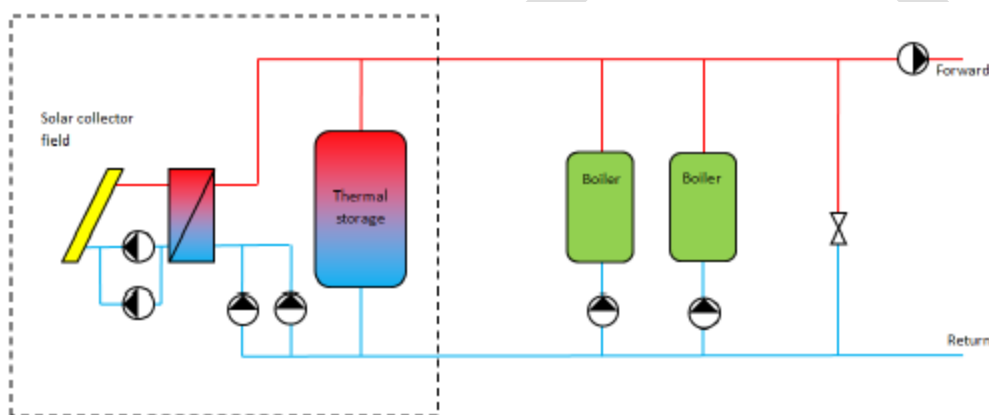 Forward
Solar collector
field
Boiler
Boiler
Thermal
storage
Return